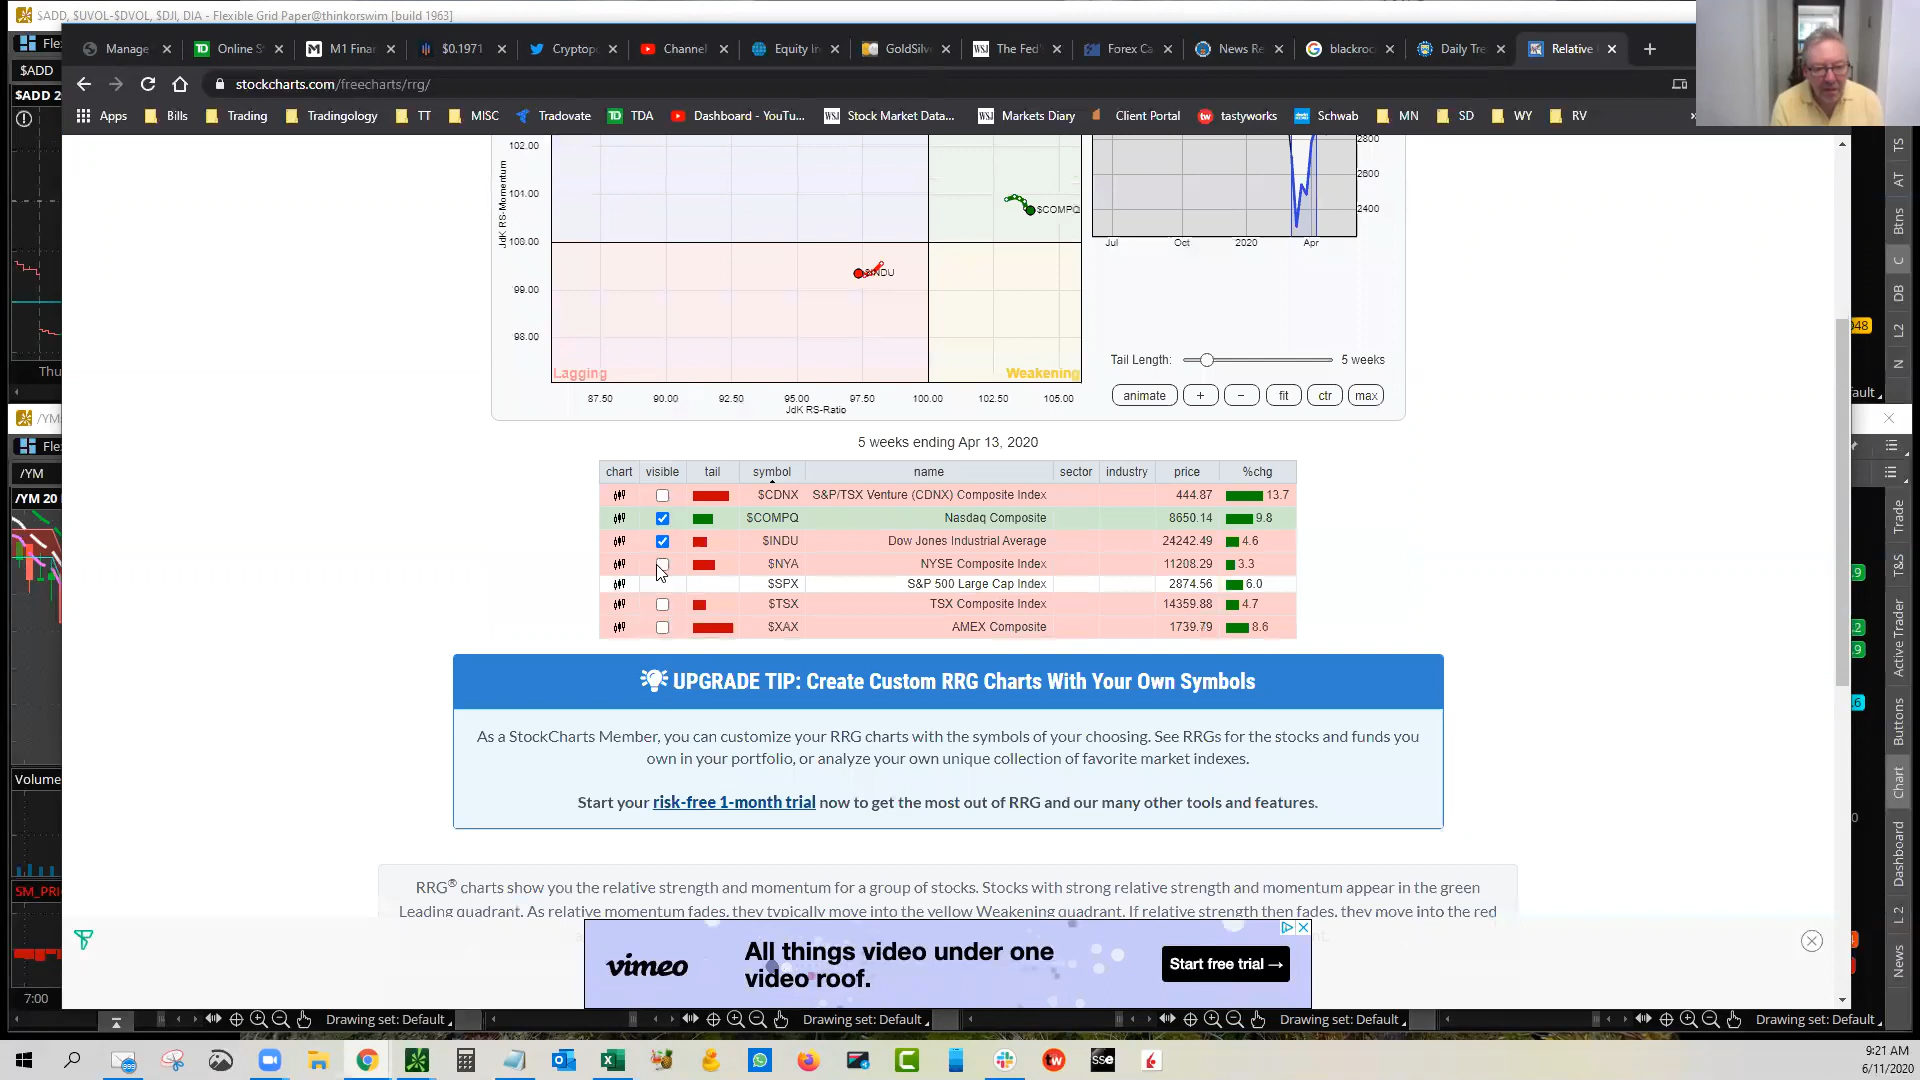 $ADD, $UVOL-$DVOL, $DJI, DIA - Flexible Grid Paper@thinkorswim [build 1963]
Manage
Online S
M1 Finan
$0.1971
Cryptop
Channel
Equity In
GoldSilve
The Fed'
Forex Ca
News Re
blackroc
Daily Tre
Relative
stockcharts.com/freecharts/rrg/
Apps
Bills
Trading
Tradingology
TT
MISC
Tradovate
TDA
Dashboard - YouTu...
Stock Market Data...
Markets Diary
Client Portal
tastyworks
Schwab
MN
SD
WY
RV
Fle
$ADD
$ADD 2
Thu
/YM
Fle
/YM
/YM 20
Volume
SM_PRI
7:00
102.00
101.00
100.00
99.00
98.00
JdK RS-Momentum
$COMPQ
$INDU
Lagging
Weakening
87.50 90.00 92.50 95.00 97.50 100.00 102.50 105.00
JdK RS-Ratio
2800
2600
2400
Jul Oct 2020 Apr
Tail Length: 5 weeks
animate + − fit ctr max
5 weeks ending Apr 13, 2020
chart visible tail symbol name sector industry price %chg
$CDNX S&P/TSX Venture (CDNX) Composite Index 444.87 13.7
$COMPQ Nasdaq Composite 8650.14 9.8
$INDU Dow Jones Industrial Average 24242.49 4.6
$NYA NYSE Composite Index 11208.29 3.3
$SPX S&P 500 Large Cap Index 2874.56 6.0
$TSX TSX Composite Index 14359.88 4.7
$XAX AMEX Composite 1739.79 8.6
UPGRADE TIP: Create Custom RRG Charts With Your Own Symbols
As a StockCharts Member, you can customize your RRG charts with the symbols of your choosing. See RRGs for the stocks and funds you
own in your portfolio, or analyze your own unique collection of favorite market indexes.
Start your risk-free 1-month trial now to get the most out of RRG and our many other tools and features.
RRG® charts show you the relative strength and momentum for a group of stocks. Stocks with strong relative strength and momentum appear in the green
Leading quadrant. As relative momentum fades, they typically move into the yellow Weakening quadrant. If relative strength then fades, they move into the red
vimeo
All things video under one
video roof.
Start free trial →
TS
AT
Btns
C
DB
L2
N
Trade
T&S
Active Trader
Buttons
Chart
Dashboard
L 2
News
Drawing set: Default
Drawing set: Default
Drawing set: Default
Drawing set: Default
9:21 AM
6/11/2020